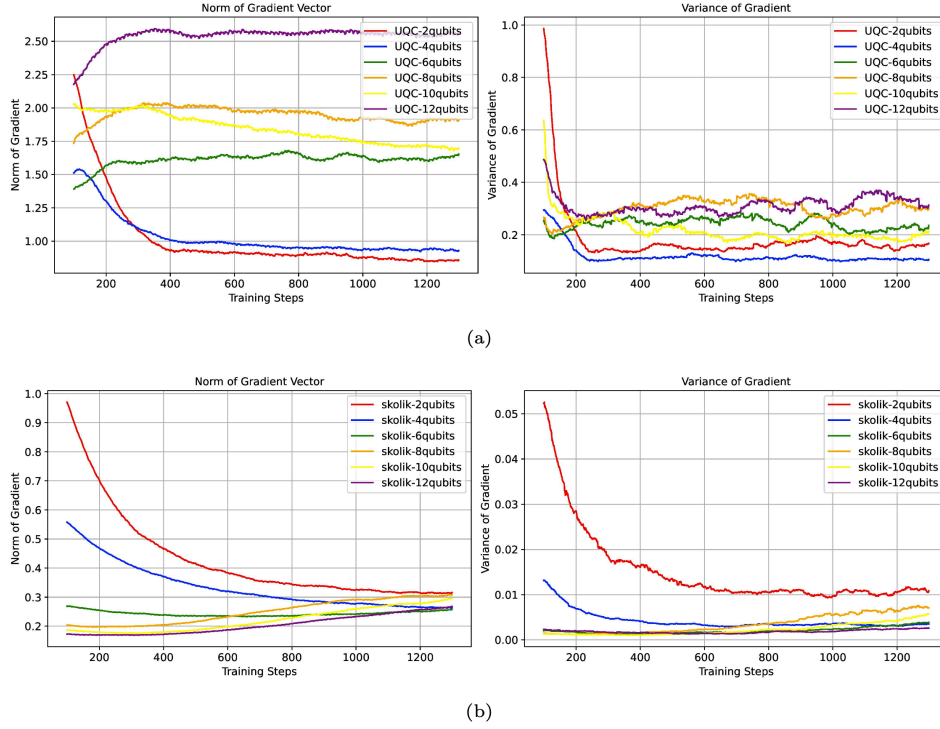 Norm of Gradient Vector
Variance of Gradient
Norm of Gradient
2.50
2.25
2.00
1.75
1.50
1.25
1.00
UQC-2qubits
UQC-4qubits
UQC-6qubits
UQC-8qubits
UQC-10qubits
UQC-12qubits
200
400
600
800
1000
1200
Training Steps
Variance of Gradient
1.0
0.8
0.6
0.4
0.2
UQC-2qubits
UQC-4qubits
UQC-6qubits
UQC-8qubits
UQC-10qubits
UQC-12qubits
200
400
600
800
1000
1200
Training Steps
(a)
Norm of Gradient Vector
Variance of Gradient
Norm of Gradient
1.0
0.9
0.8
0.7
0.6
0.5
0.4
0.3
0.2
skolik-2qubits
skolik-4qubits
skolik-6qubits
skolik-8qubits
skolik-10qubits
skolik-12qubits
200
400
600
800
1000
1200
Training Steps
Variance of Gradient
0.05
0.04
0.03
0.02
0.01
0.00
skolik-2qubits
skolik-4qubits
skolik-6qubits
skolik-8qubits
skolik-10qubits
skolik-12qubits
200
400
600
800
1000
1200
Training Steps
(b)